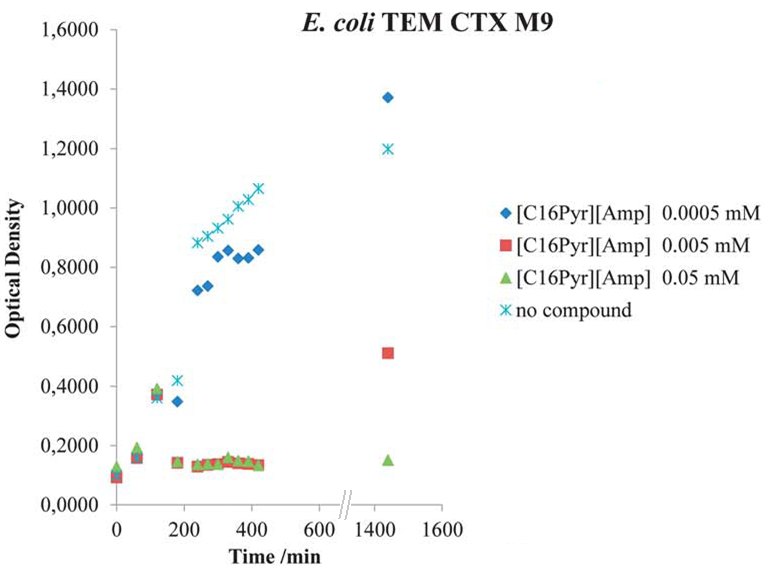 E. coli TEM CTX M9
1,6000
1,4000
1,2000
1,0000
0,8000
0,6000
0,4000
0,2000
0,0000
Optical Density
0 200 400 600 1400 1600
Time /min
[C16Pyr][Amp] 0.0005 mM
[C16Pyr][Amp] 0.005 mM
[C16Pyr][Amp] 0.05 mM
no compound